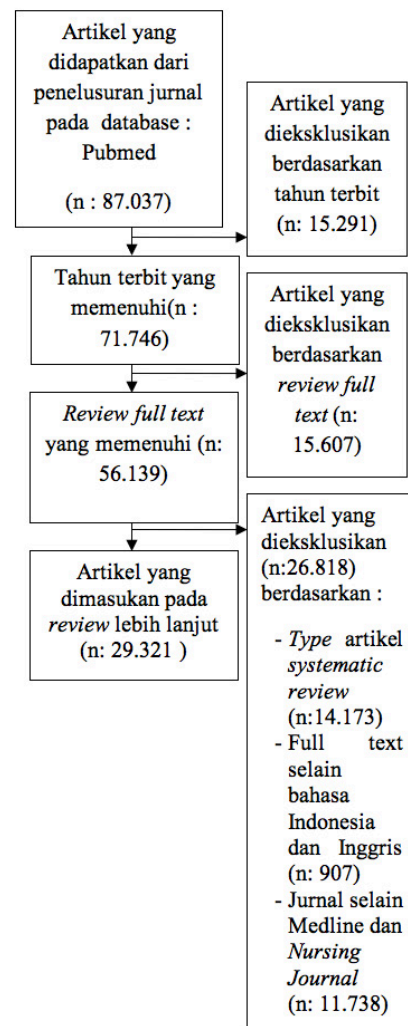 Artikel yang
didapatkan dari
penelusuran jurnal
pada database :
Pubmed
(n : 87.037)
Artikel yang
dieksklusikan
berdasarkan
tahun terbit
(n: 15.291)
Tahun terbit yang
memenuhi(n :
71.746)
Artikel yang
dieksklusikan
berdasarkan
review full
text (n:
15.607)
Review full text
yang memenuhi (n:
56.139)
Artikel yang
dieksklusikan
(n:26.818)
berdasarkan :
- Type artikel
systematic
review
(n:14.173)
- Full text
selain
bahasa
Indonesia
dan Inggris
(n: 907)
- Jurnal selain
Medline dan
Nursing
Journal
(n: 11.738)
Artikel yang
dimasukan pada
review lebih lanjut
(n: 29.321 )